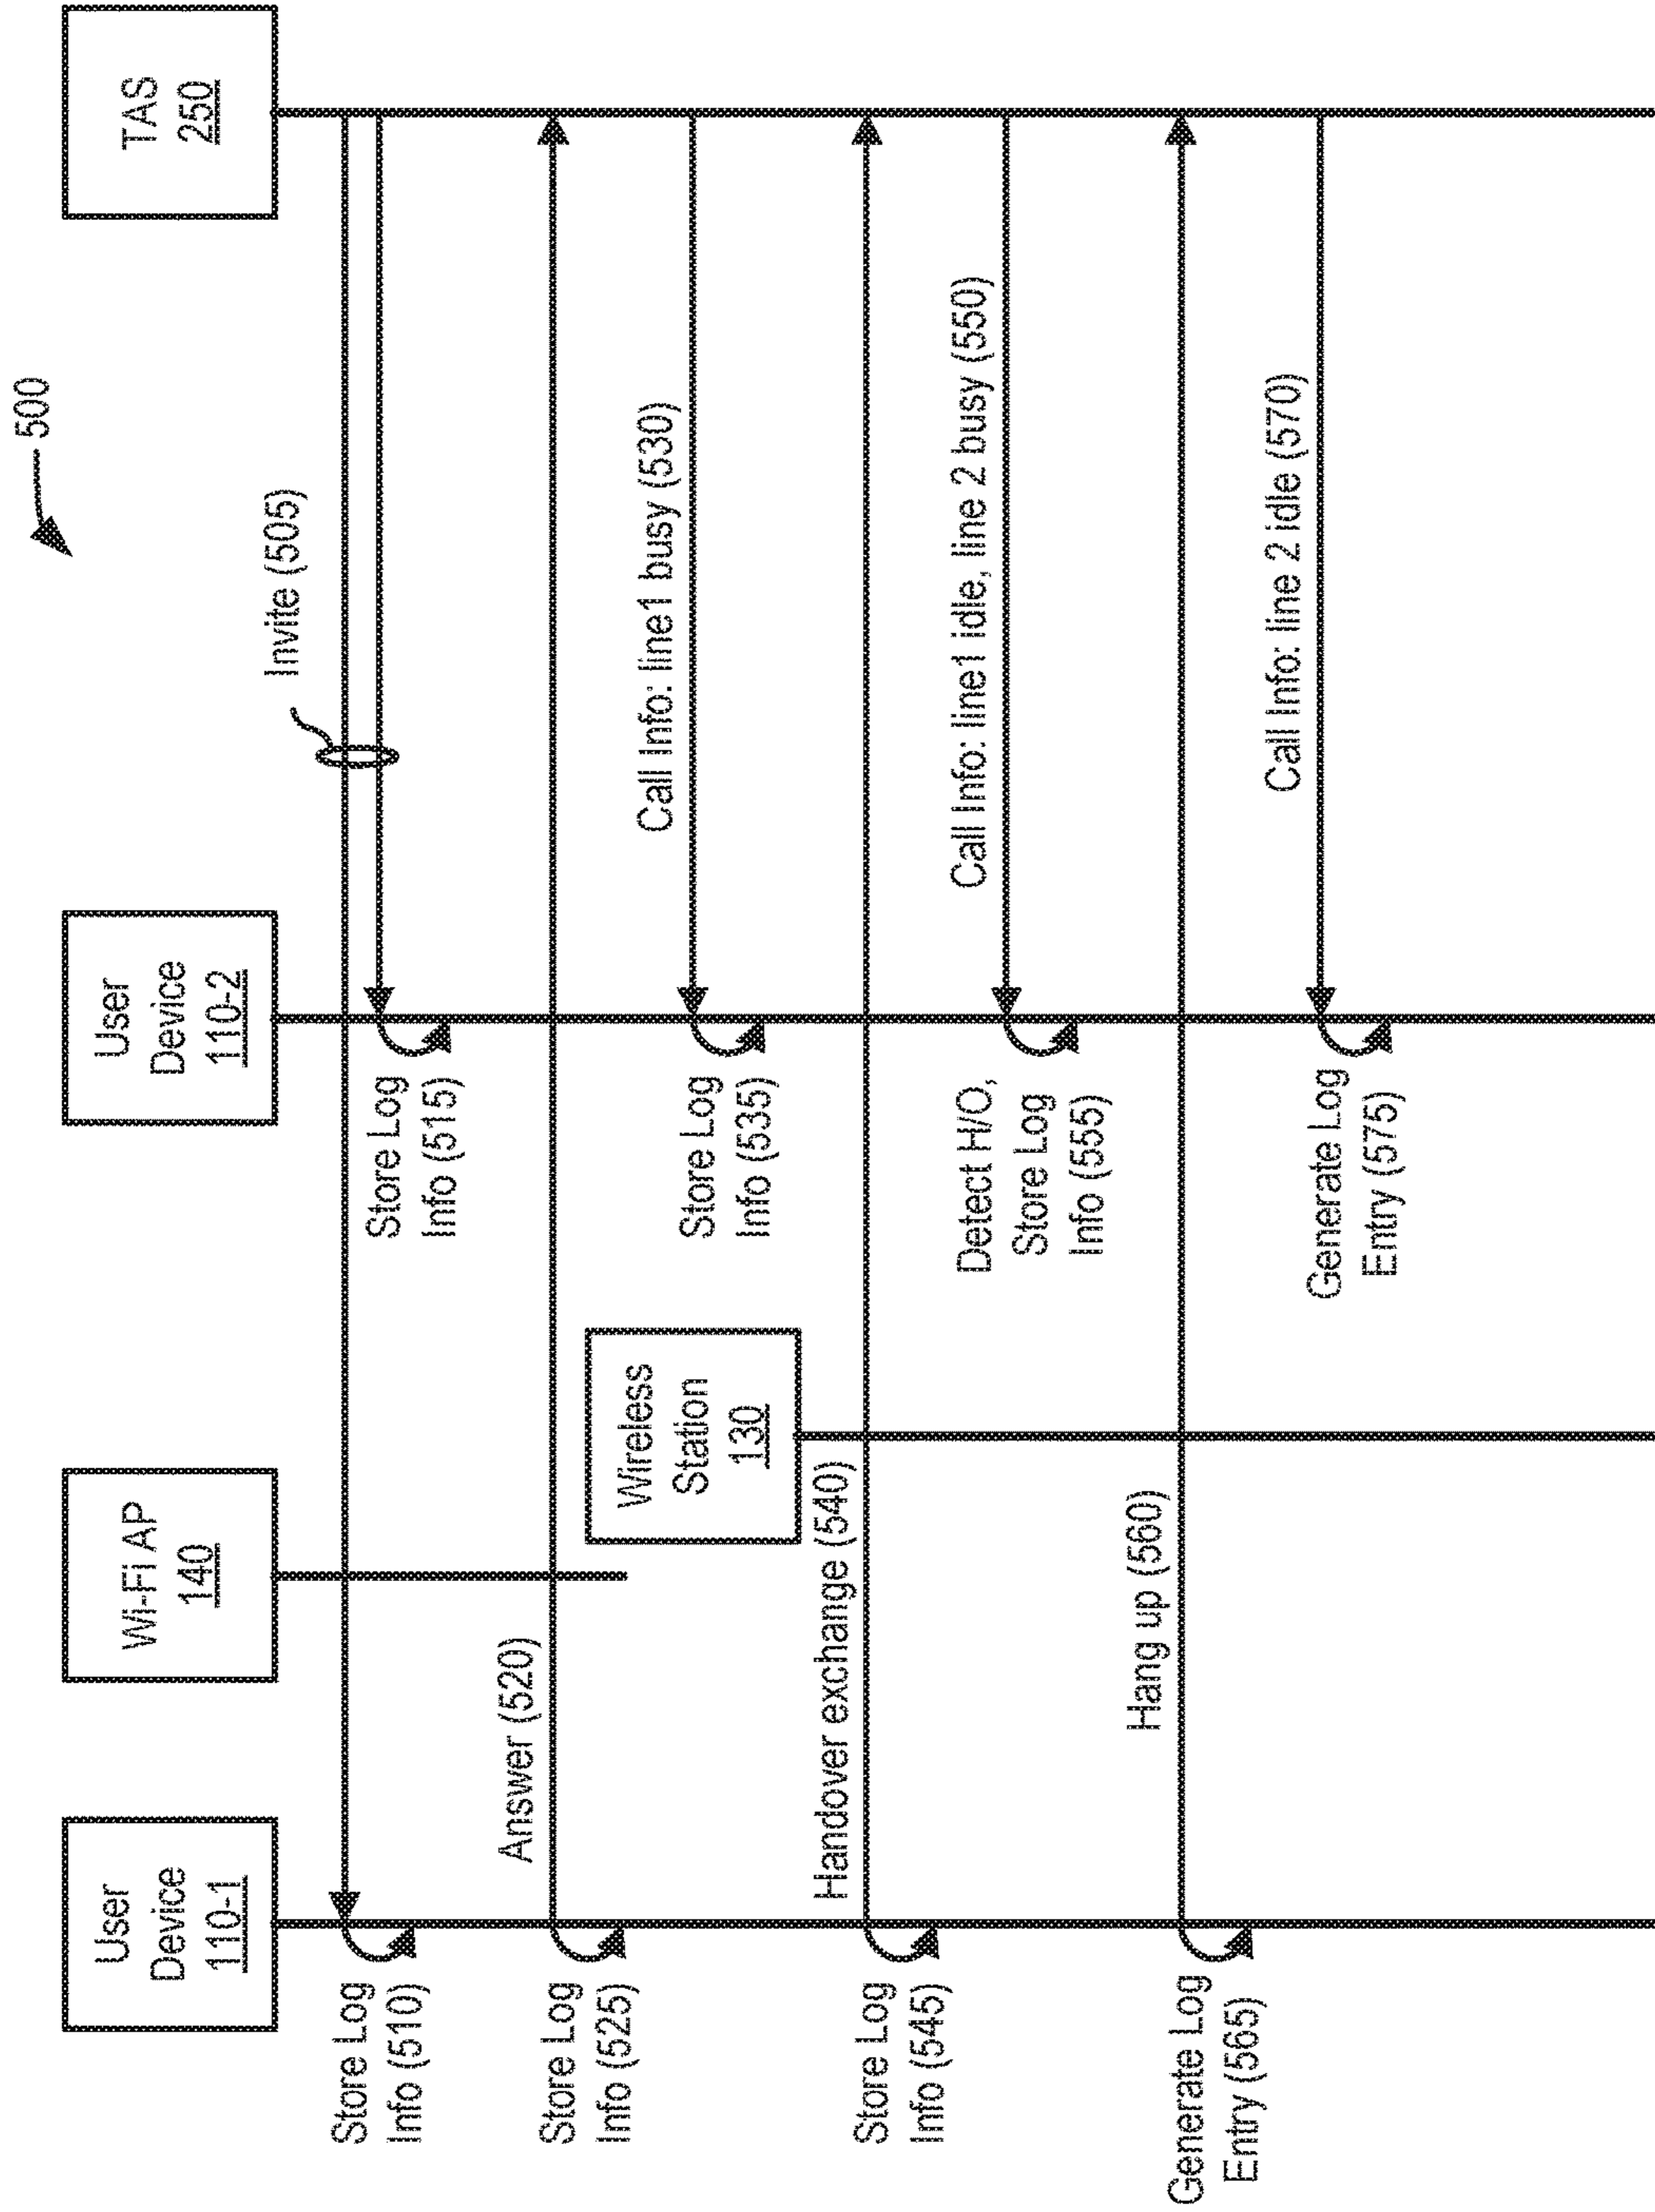 500
User
Device
110-1
Wi-Fi AP
140
User
Device
110-2
TAS
250
Invite (505)
Store Log
Info (510)
Store Log
Info (515)
Answer (520)
Store Log
Info (525)
Call Info: line1 busy (530)
Store Log
Info (535)
Wireless
Station
130
Handover exchange (540)
Store Log
Info (545)
Call Info: line1 idle, line 2 busy (550)
Detect H/O,
Store Log
Info (555)
Hang up (560)
Generate Log
Entry (565)
Call Info: line 2 idle (570)
Generate Log
Entry (575)